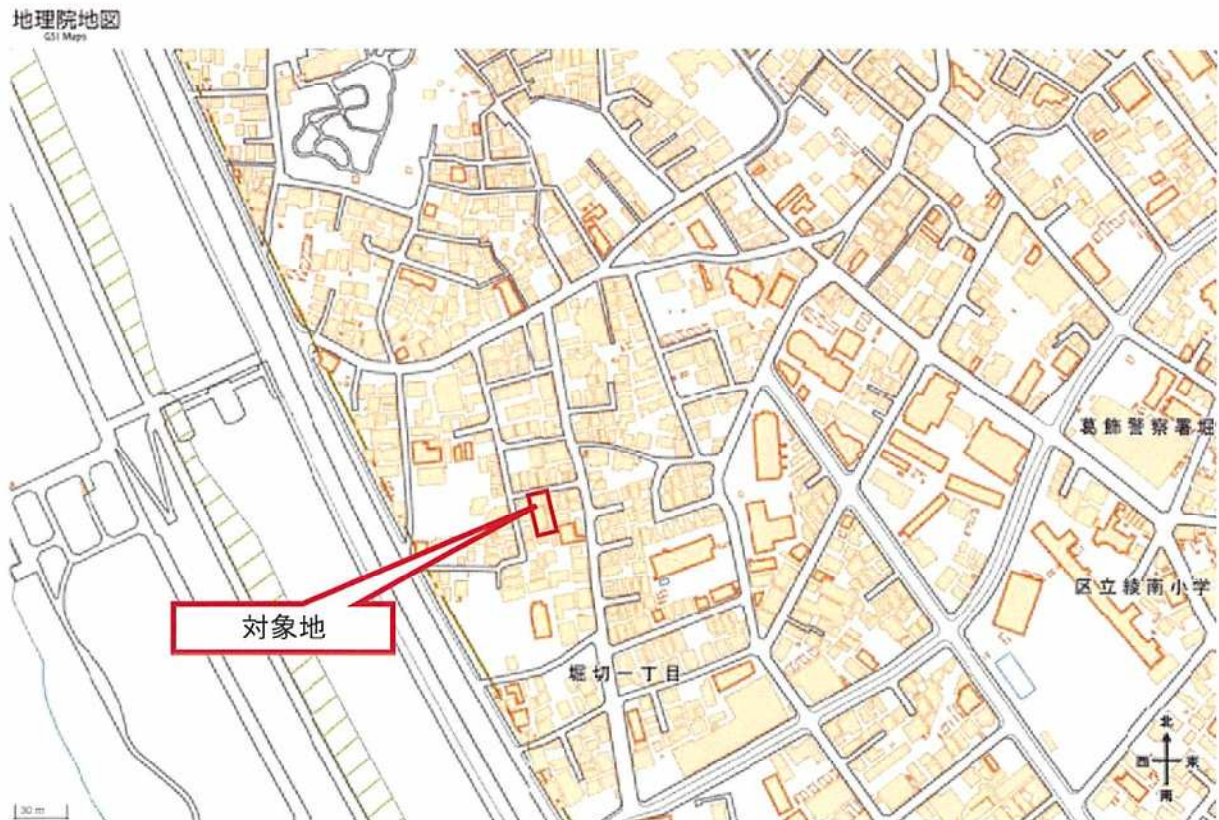 地理院地図
GSI Maps
葛飾警察署堀
区立綾南小学
対象地
堀切一丁目
北
西
東
南
30 m